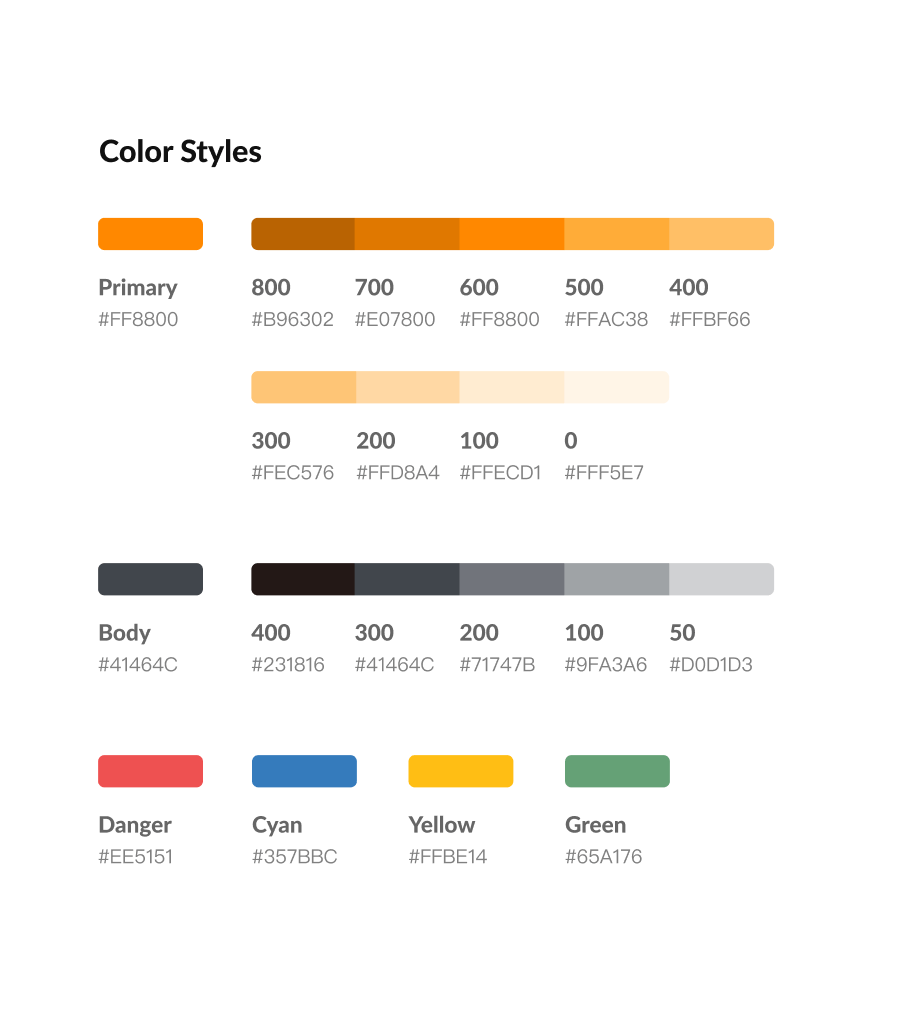 Color Styles
Primary
#FF8800
800 700 600 500 400
#B96302 #E07800 #FF8800 #FFAC38 #FFBF66
300 200 100 0
#FEC576 #FFD8A4 #FFECD1 #FFF5E7
Body
#41464C
400 300 200 100 50
#231816 #41464C #71747B #9FA3A6 #D0D1D3
Danger Cyan Yellow Green
#EE5151 #357BBC #FFBE14 #65A176